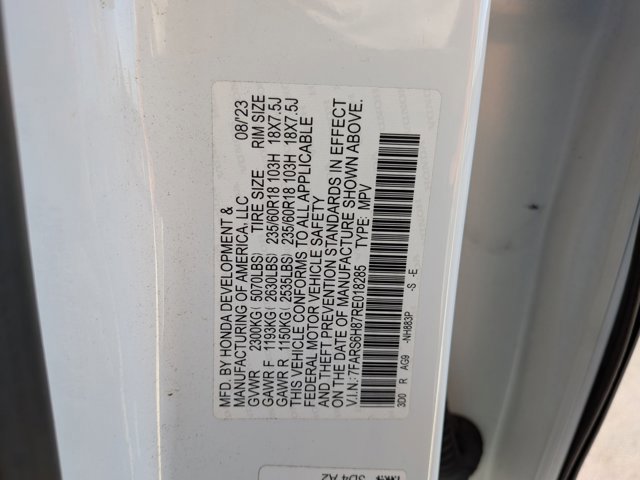 MFD. BY HONDA DEVELOPMENT &
MANUFACTURING OF AMERICA, LLC 08/23
GVWR 2300KG( 5070LBS) TIRE SIZE RIM SIZE
GAWR F 1193KG( 2630LBS) 235/60R18 103H 18X7.5J
GAWR R 1150KG( 2535LBS) 235/60R18 103H 18X7.5J
THIS VEHICLE CONFORMS TO ALL APPLICABLE
FEDERAL MOTOR VEHICLE SAFETY
AND THEFT PREVENTION STANDARDS IN EFFECT
ON THE DATE OF MANUFACTURE SHOWN ABOVE.
V.I.N.:7FARS6H87RE018285 TYPE: MPV
3D0 R AG9 -NH883P -S -E
3D4 A2